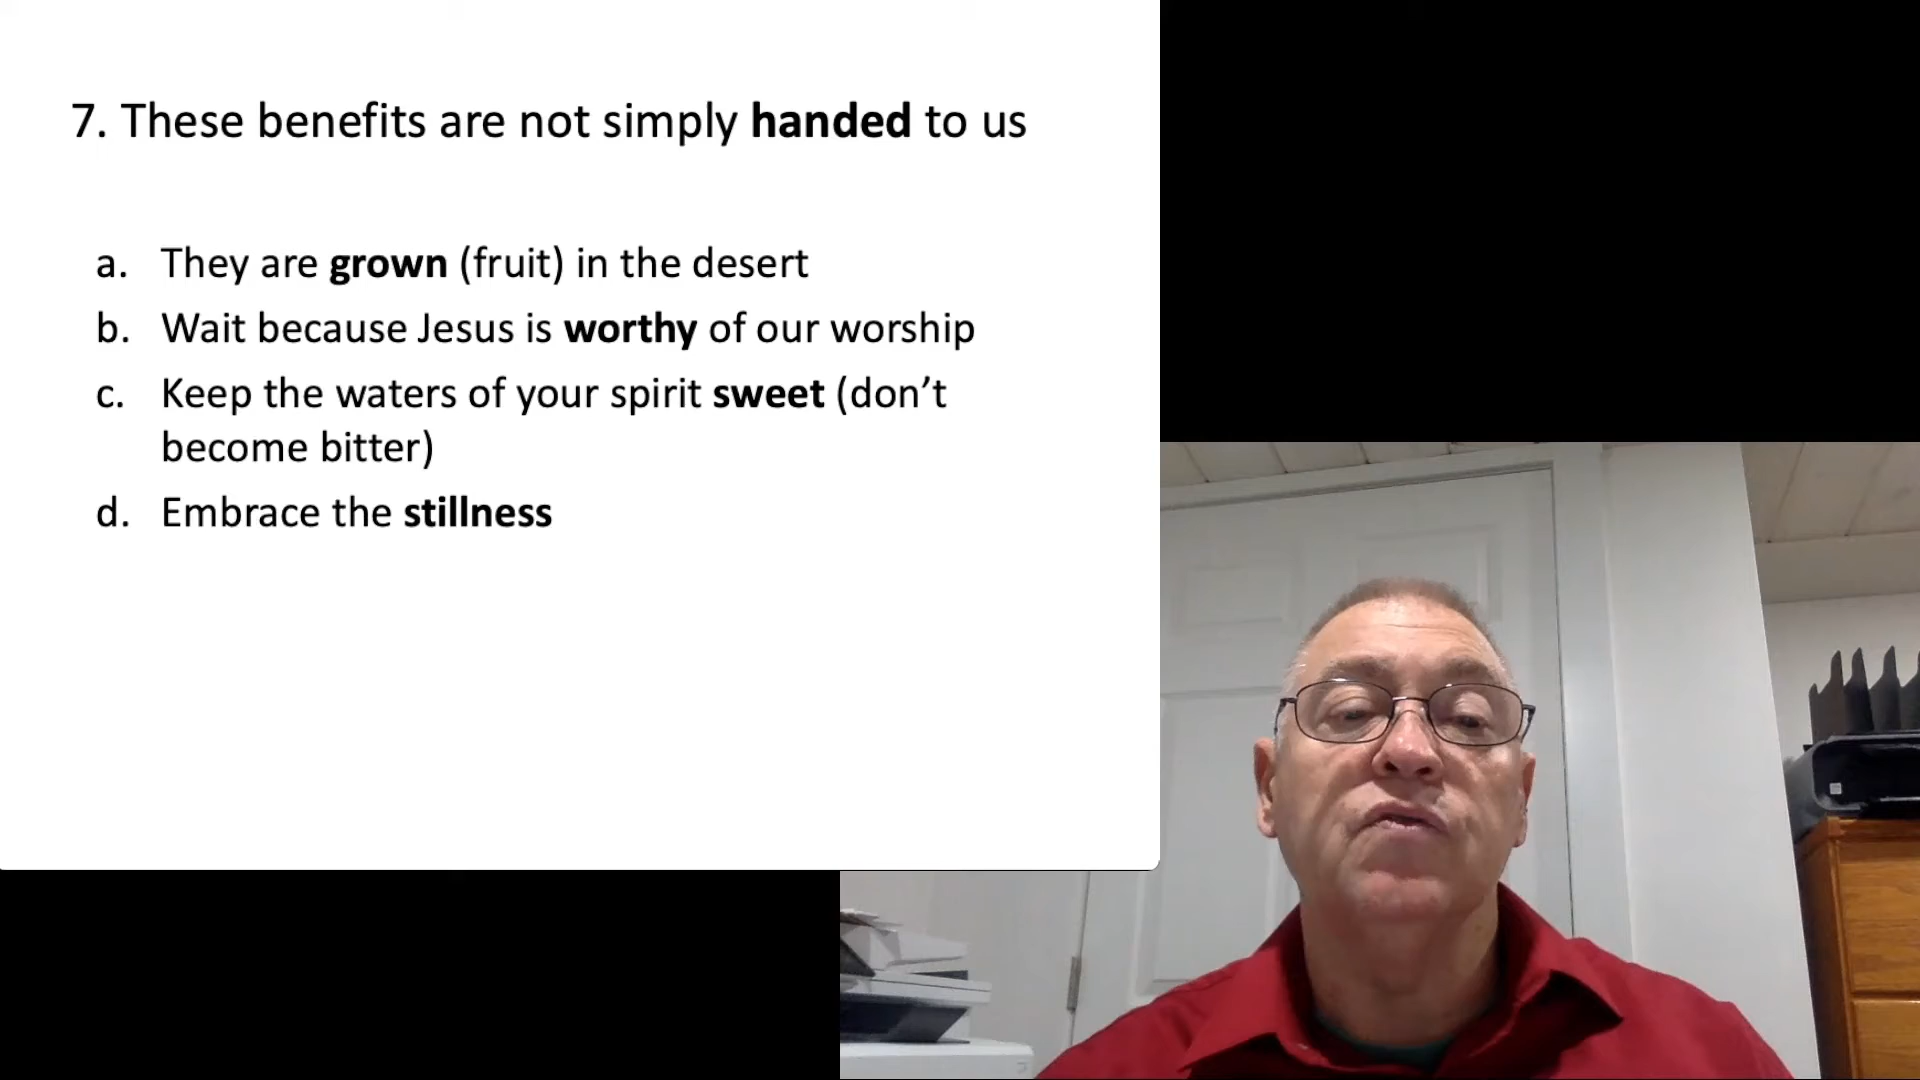 7. These benefits are not simply handed to us
a. They are grown (fruit) in the desert
b. Wait because Jesus is worthy of our worship
c. Keep the waters of your spirit sweet (don’t
become bitter)
d. Embrace the stillness